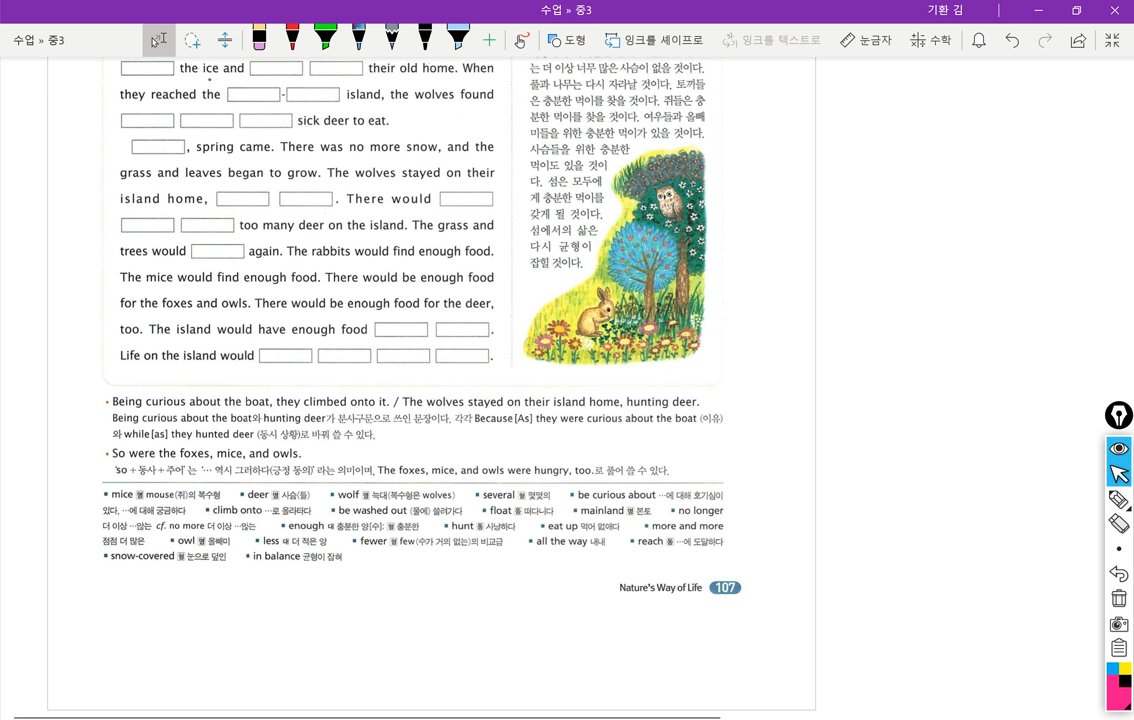 수업 » 중3
기환 김
수업 » 중3
도형
잉크를 셰이프로
잉크를 텍스트로
눈금자
수학
the ice and their old home. When
they reached the - island, the wolves found
sick deer to eat.
, spring came. There was no more snow, and the
grass and leaves began to grow. The wolves stayed on their
island home, . There would
too many deer on the island. The grass and
trees would again. The rabbits would find enough food.
The mice would find enough food. There would be enough food
for the foxes and owls. There would be enough food for the deer,
too. The island would have enough food .
Life on the island would .
는 더 이상 너무 많은 사슴이 없을 것이다.
풀과 나무는 다시 자라날 것이다. 토끼들
은 충분한 먹이를 찾을 것이다. 쥐들은 충
분한 먹이를 찾을 것이다. 여우들과 올빼
미들을 위한 충분한 먹이가 있을 것이다.
사슴들을 위한 충분한
먹이도 있을 것이
다. 섬은 모두에
게 충분한 먹이를
갖게 될 것이다.
섬에서의 삶은
다시 균형이
잡힐 것이다.
• Being curious about the boat, they climbed onto it. / The wolves stayed on their island home, hunting deer.
Being curious about the boat와 hunting deer가 분사구문으로 쓰인 문장이다. 각각 Because[As] they were curious about the boat (이유)
와 while[as] they hunted deer (동시 상황)로 바꿔 쓸 수 있다.
• So were the foxes, mice, and owls.
'so + 동사 + 주어' 는 '… 역시 그러하다(긍정 동의)' 라는 의미이며, The foxes, mice, and owls were hungry, too.로 풀어 쓸 수 있다.
▪ mice 명 mouse (쥐)의 복수형 ▪ deer 명 사슴(들) ▪ wolf 명 늑대(복수형은 wolves) ▪ several 형 몇몇의 ▪ be curious about …에 대해 호기심이
있다, …에 대해 궁금하다 ▪ climb onto …로 올라타다 ▪ be washed out (물에) 쓸려가다 ▪ float 동 떠다니다 ▪ mainland 명 본토 ▪ no longer
더 이상 …않는 cf. no more 더 이상 …않는 ▪ enough 대 충분한 양[수]; 형 충분한 ▪ hunt 동 사냥하다 ▪ eat up 먹어 없애다 ▪ more and more
점점 더 많은 ▪ owl 명 올빼미 ▪ less 대 더 적은 양 ▪ fewer 형 few (수가 거의 없는)의 비교급 ▪ all the way 내내 ▪ reach 동 …에 도달하다
▪ snow-covered 형 눈으로 덮인 ▪ in balance 균형이 잡혀
Nature's Way of Life 107